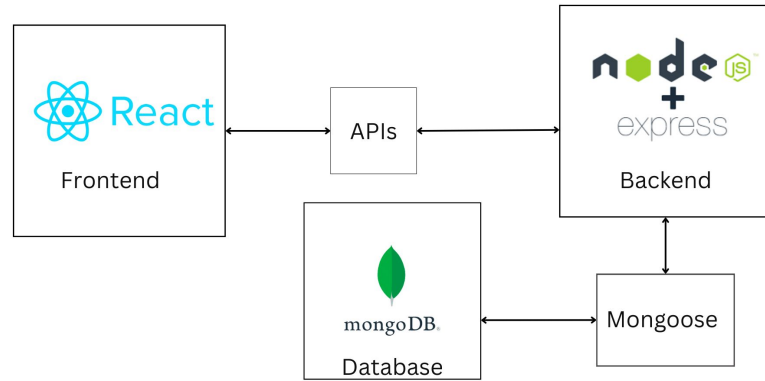 React
Frontend
APIs
node
JS
+
express
Backend
mongoDB
Database
Mongoose